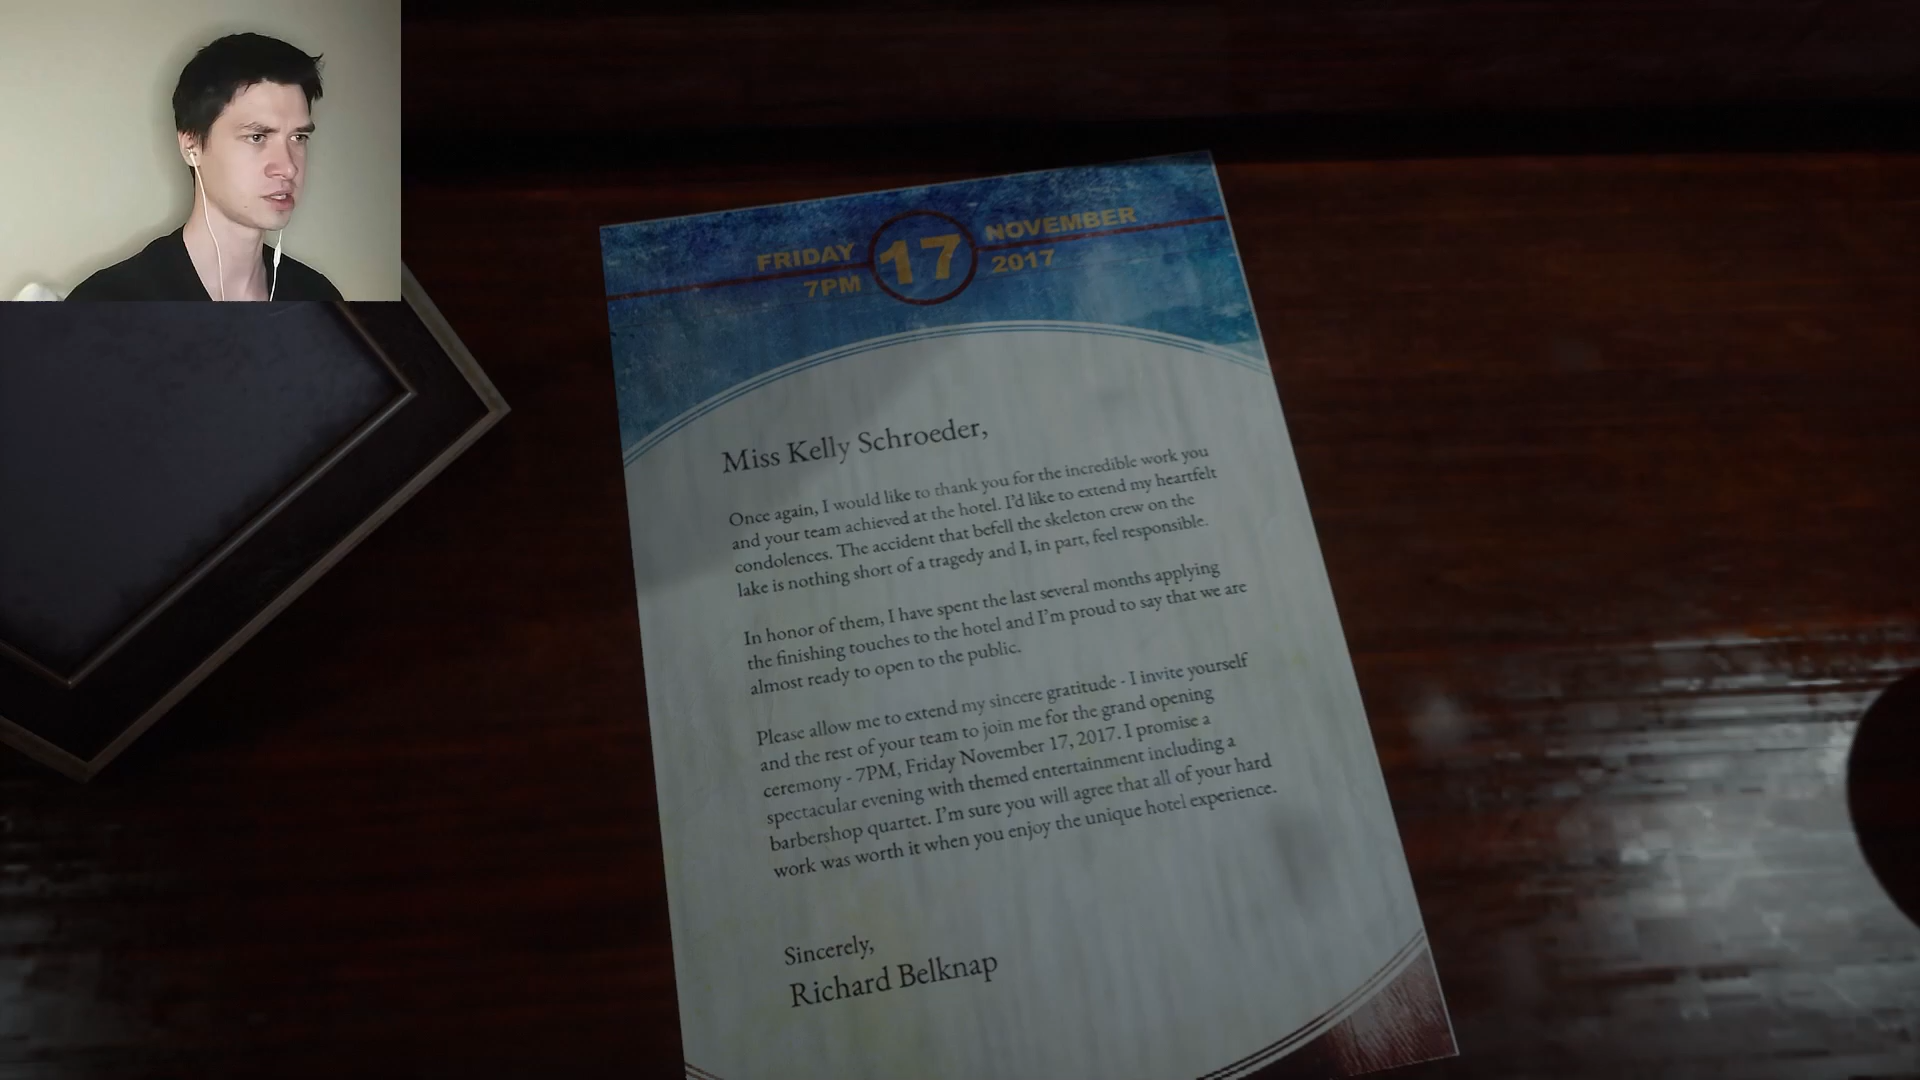 FRIDAY 17 NOVEMBER
7PM 2017
Miss Kelly Schroeder,
Once again, I would like to thank you for the incredible work you
and your team achieved at the hotel. I'd like to extend my heartfelt
condolences. The accident that befell the skeleton crew on the
lake is nothing short of a tragedy and I, in part, feel responsible.
In honor of them, I have spent the last several months applying
the finishing touches to the hotel and I'm proud to say that we are
almost ready to open to the public.
Please allow me to extend my sincere gratitude - I invite yourself
and the rest of your team to join me for the grand opening
ceremony - 7PM, Friday November 17, 2017. I promise a
spectacular evening with themed entertainment including a
barbershop quartet. I'm sure you will agree that all of your hard
work was worth it when you enjoy the unique hotel experience.
Sincerely,
Richard Belknap